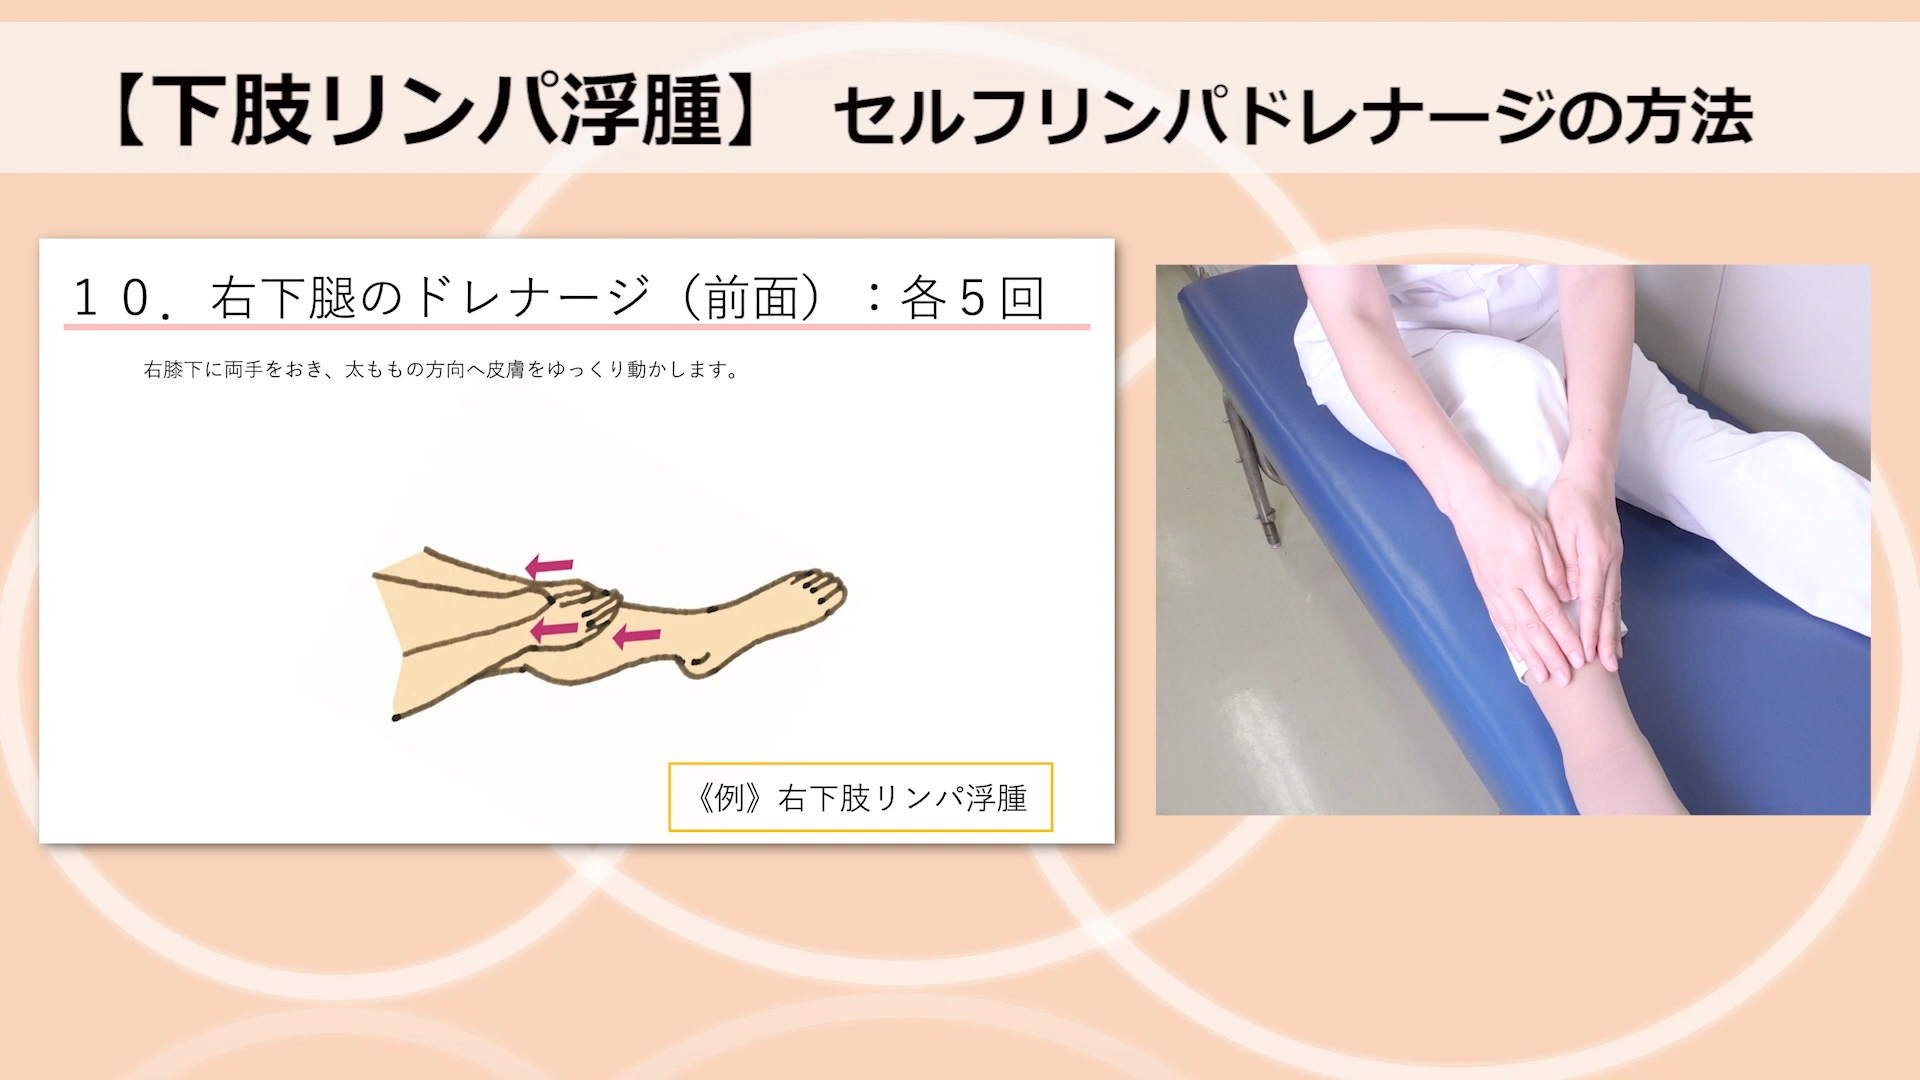 【下肢リンパ浮腫】 セルフリンパドレナージの方法
１０．右下腿のドレナージ（前面）：各５回
右膝下に両手をおき、太ももの方向へ皮膚をゆっくり動かします。
《例》右下肢リンパ浮腫